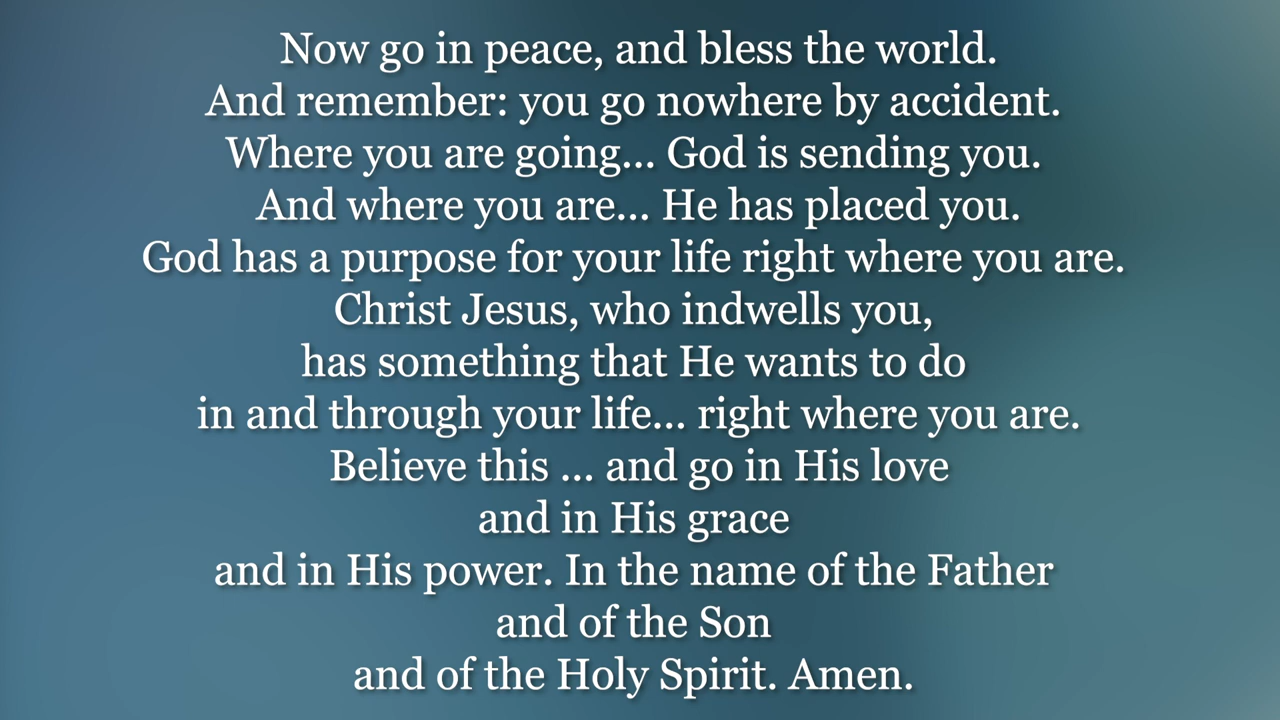 Now go in peace, and bless the world.
And remember: you go nowhere by accident.
Where you are going... God is sending you.
And where you are... He has placed you.
God has a purpose for your life right where you are.
Christ Jesus, who indwells you,
has something that He wants to do
in and through your life... right where you are.
Believe this ... and go in His love
and in His grace
and in His power. In the name of the Father
and of the Son
and of the Holy Spirit. Amen.